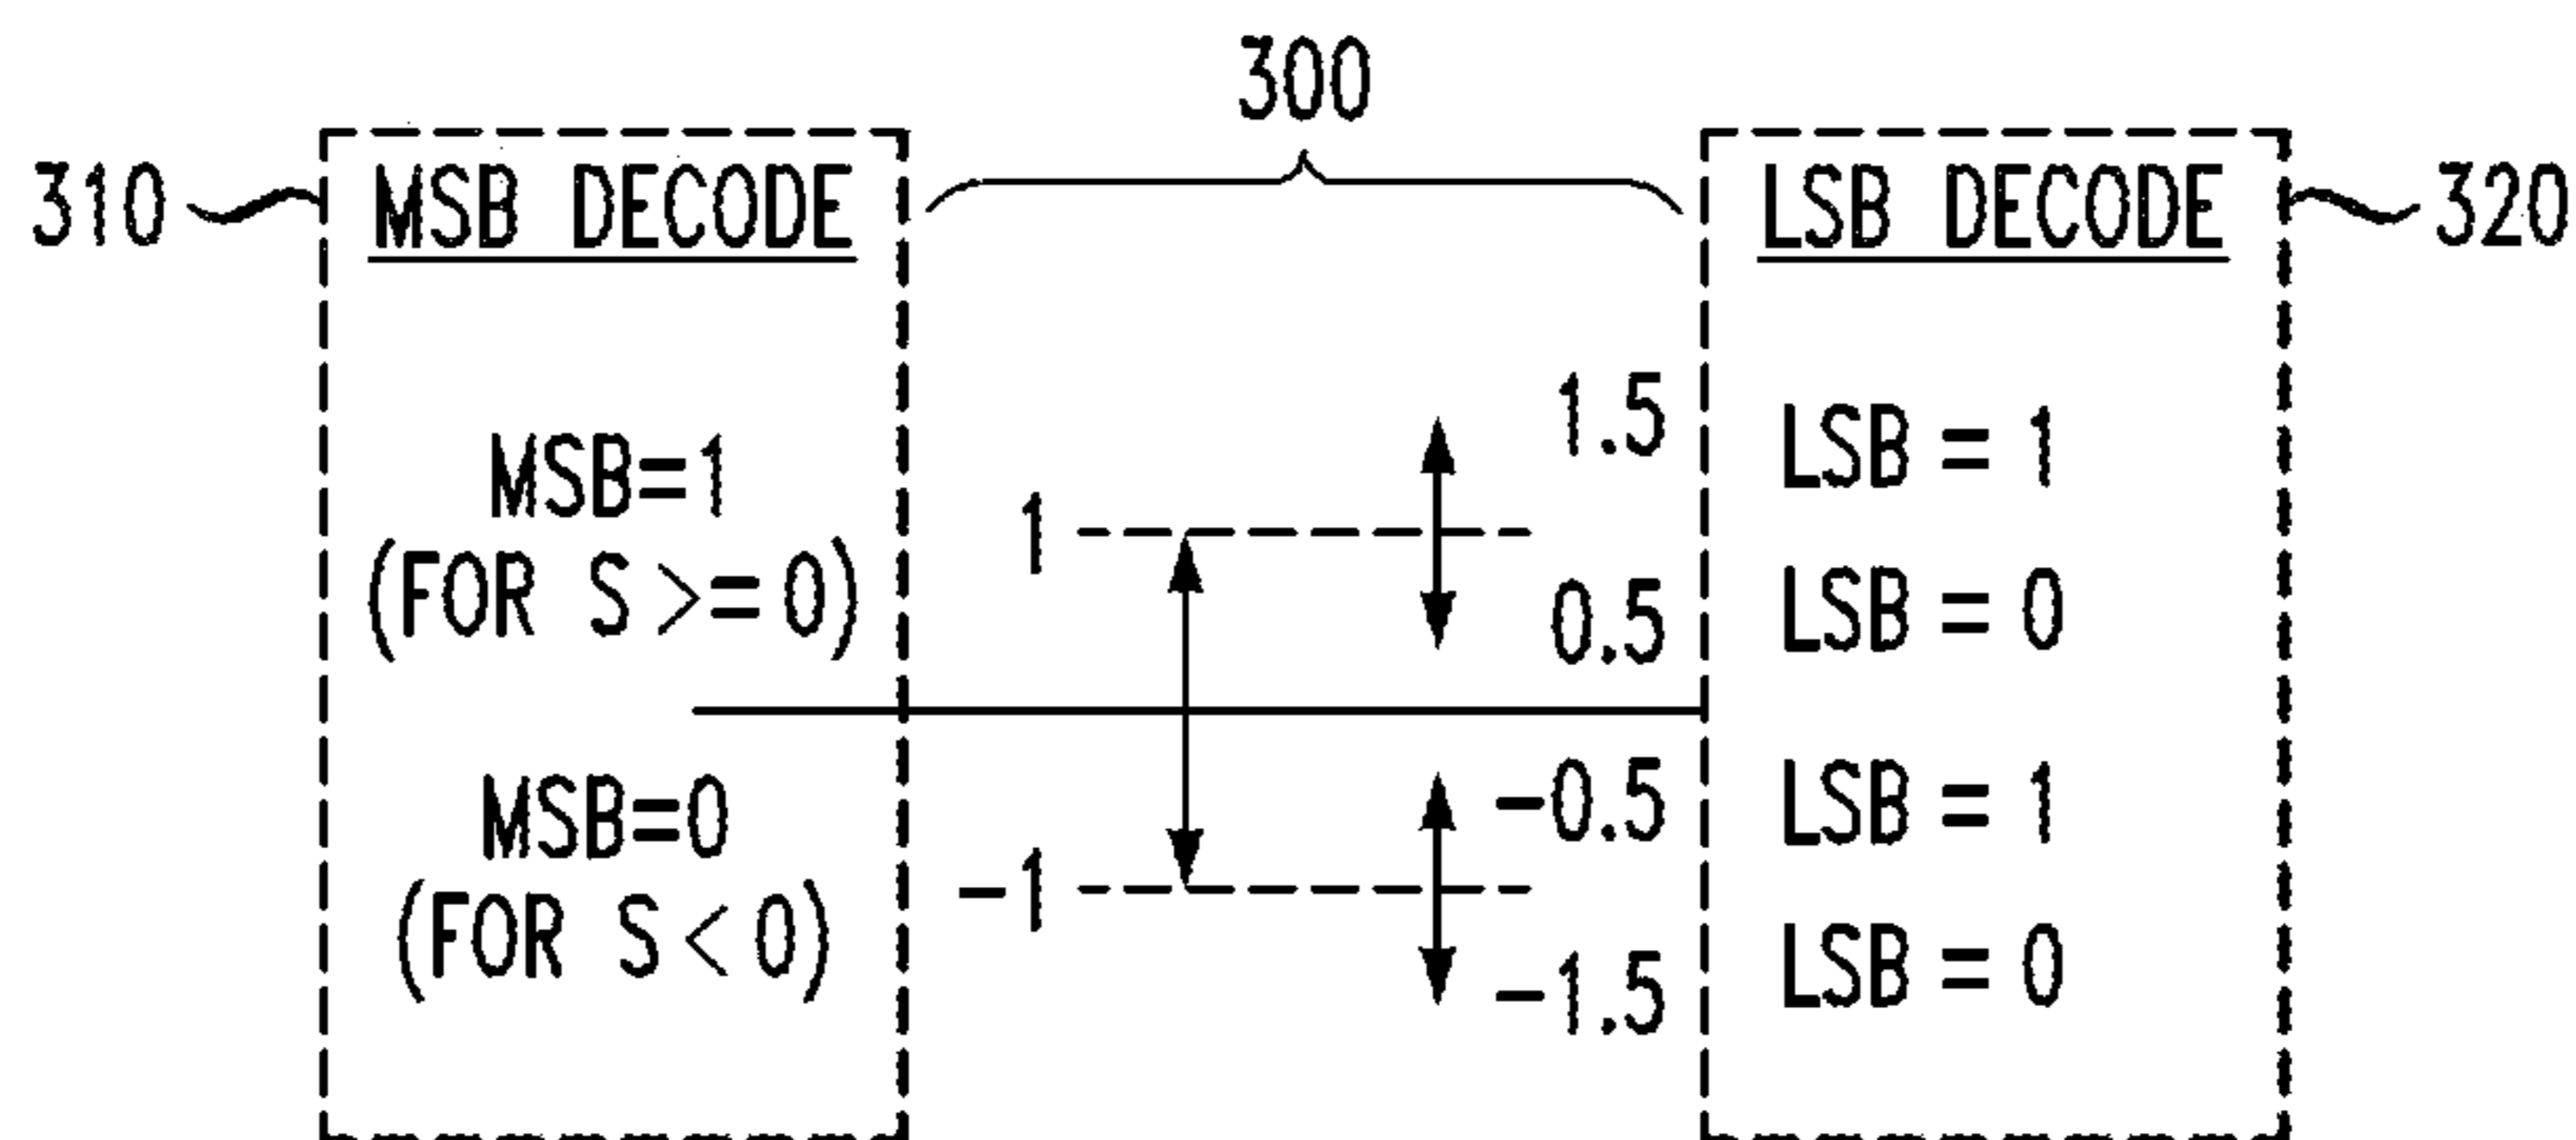 300
310
MSB DECODE
LSB DECODE
320
1.5
LSB = 1
MSB=1
1
(FOR S >= 0)
0.5
LSB = 0
-0.5
LSB = 1
MSB=0
-1
(FOR S < 0)
-1.5
LSB = 0